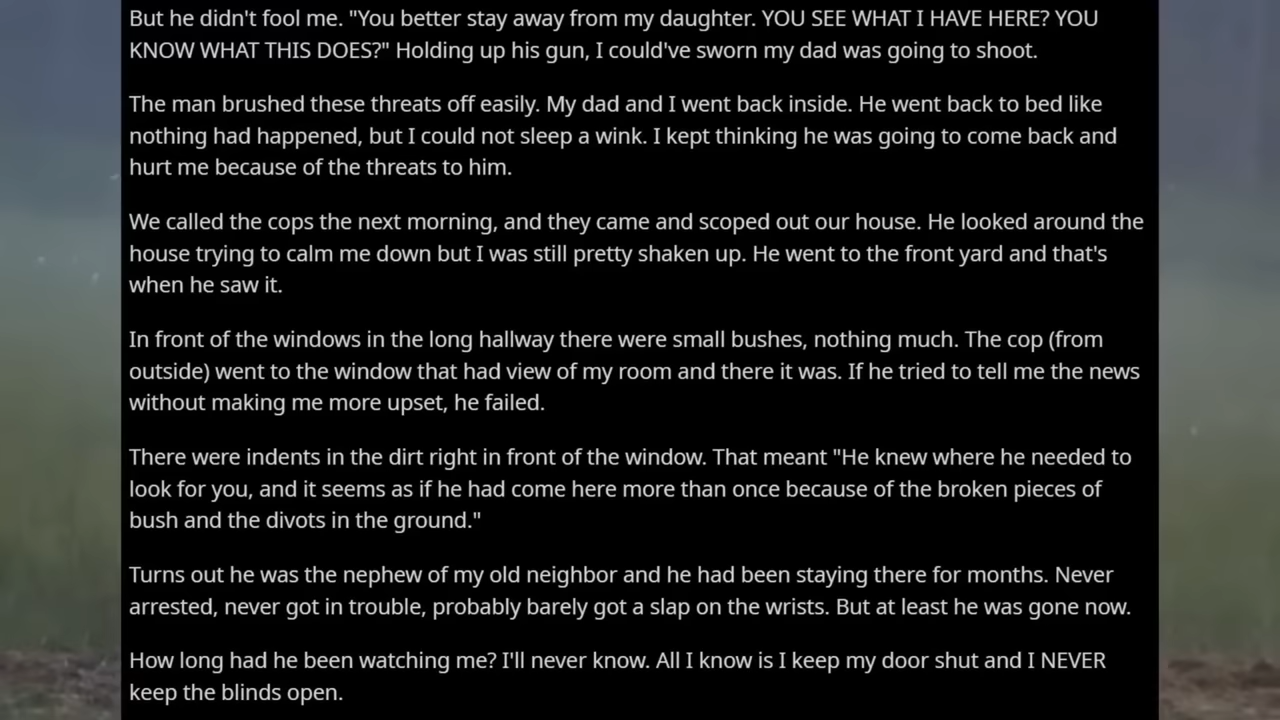 But he didn't fool me. "You better stay away from my daughter. YOU SEE WHAT I HAVE HERE? YOU
KNOW WHAT THIS DOES?" Holding up his gun, I could've sworn my dad was going to shoot.
The man brushed these threats off easily. My dad and I went back inside. He went back to bed like
nothing had happened, but I could not sleep a wink. I kept thinking he was going to come back and
hurt me because of the threats to him.
We called the cops the next morning, and they came and scoped out our house. He looked around the
house trying to calm me down but I was still pretty shaken up. He went to the front yard and that's
when he saw it.
In front of the windows in the long hallway there were small bushes, nothing much. The cop (from
outside) went to the window that had view of my room and there it was. If he tried to tell me the news
without making me more upset, he failed.
There were indents in the dirt right in front of the window. That meant "He knew where he needed to
look for you, and it seems as if he had come here more than once because of the broken pieces of
bush and the divots in the ground."
Turns out he was the nephew of my old neighbor and he had been staying there for months. Never
arrested, never got in trouble, probably barely got a slap on the wrists. But at least he was gone now.
How long had he been watching me? I'll never know. All I know is I keep my door shut and I NEVER
keep the blinds open.